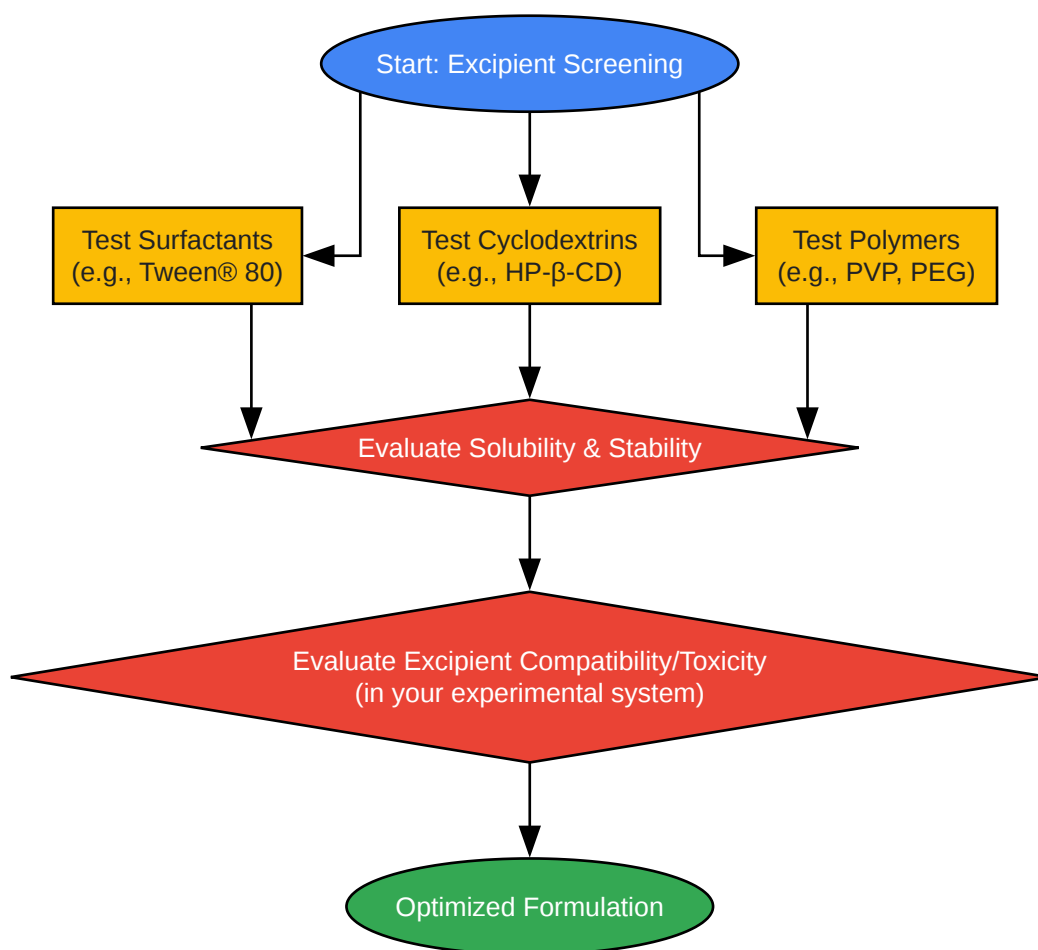 Start: Excipient Screening
Test Surfactants
(e.g., Tween® 80)
Test Cyclodextrins
(e.g., HP-β-CD)
Test Polymers
(e.g., PVP, PEG)
Evaluate Solubility & Stability
Evaluate Excipient Compatibility/Toxicity
(in your experimental system)
Optimized Formulation